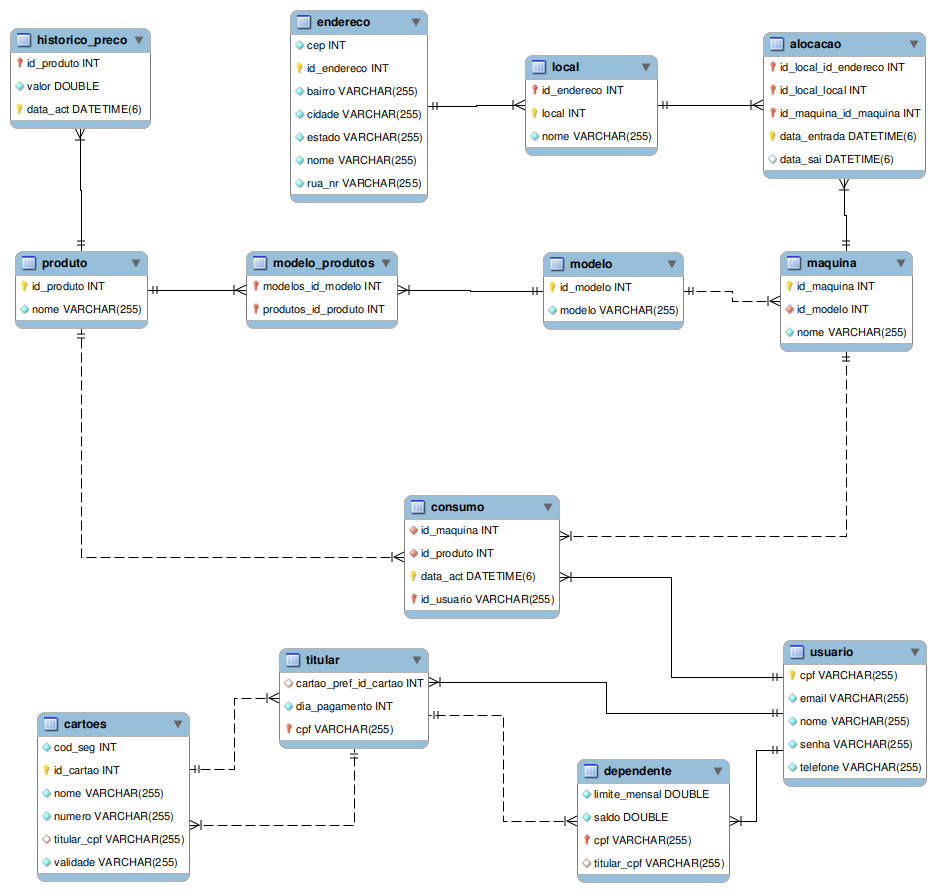 historico_preco
id_produto INT
valor DOUBLE
data_act DATETIME(6)
endereco
cep INT
id_endereco INT
bairro VARCHAR(255)
cidade VARCHAR(255)
estado VARCHAR(255)
nome VARCHAR(255)
rua_nr VARCHAR(255)
local
id_endereco INT
local INT
nome VARCHAR(255)
alocacao
id_local_id_endereco INT
id_local_local INT
id_maquina_id_maquina INT
data_entrada DATETIME(6)
data_sai DATETIME(6)
produto
id_produto INT
nome VARCHAR(255)
modelo_produtos
modelos_id_modelo INT
produtos_id_produto INT
modelo
id_modelo INT
modelo VARCHAR(255)
maquina
id_maquina INT
id_modelo INT
nome VARCHAR(255)
consumo
id_maquina INT
id_produto INT
data_act DATETIME(6)
id_usuario VARCHAR(255)
titular
cartao_pref_id_cartao INT
dia_pagamento INT
cpf VARCHAR(255)
usuario
cpf VARCHAR(255)
email VARCHAR(255)
nome VARCHAR(255)
senha VARCHAR(255)
telefone VARCHAR(255)
cartoes
cod_seg INT
id_cartao INT
nome VARCHAR(255)
numero VARCHAR(255)
titular_cpf VARCHAR(255)
validade VARCHAR(255)
dependente
limite_mensal DOUBLE
saldo DOUBLE
cpf VARCHAR(255)
titular_cpf VARCHAR(255)